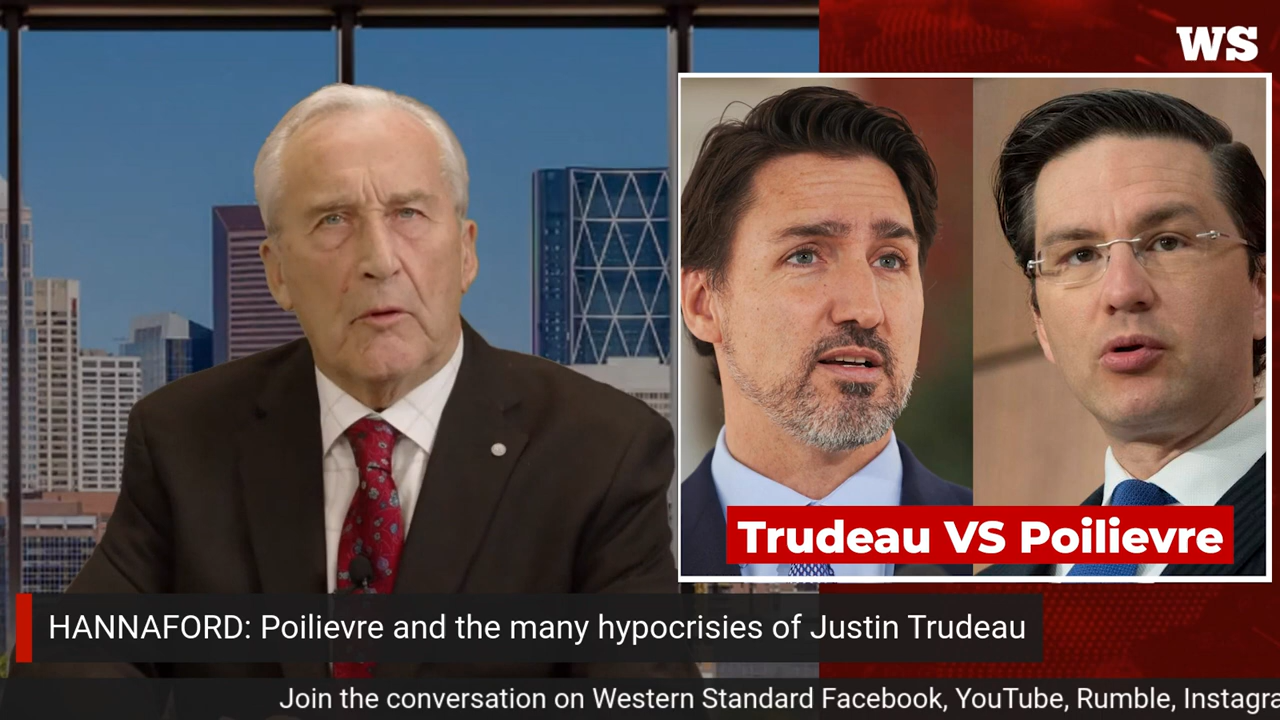 WS
Trudeau VS Poilievre
HANNAFORD: Poilievre and the many hypocrisies of Justin Trudeau
Join the conversation on Western Standard Facebook, YouTube, Rumble, Instagra